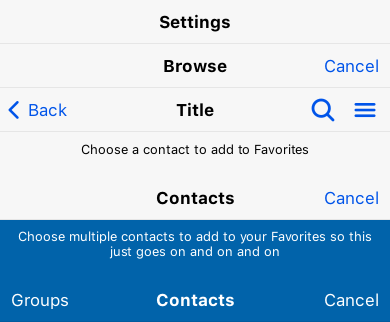 Settings
Browse Cancel
Back Title
Choose a contact to add to Favorites
Contacts Cancel
Choose multiple contacts to add to your Favorites so this
just goes on and on and on
Groups Contacts Cancel